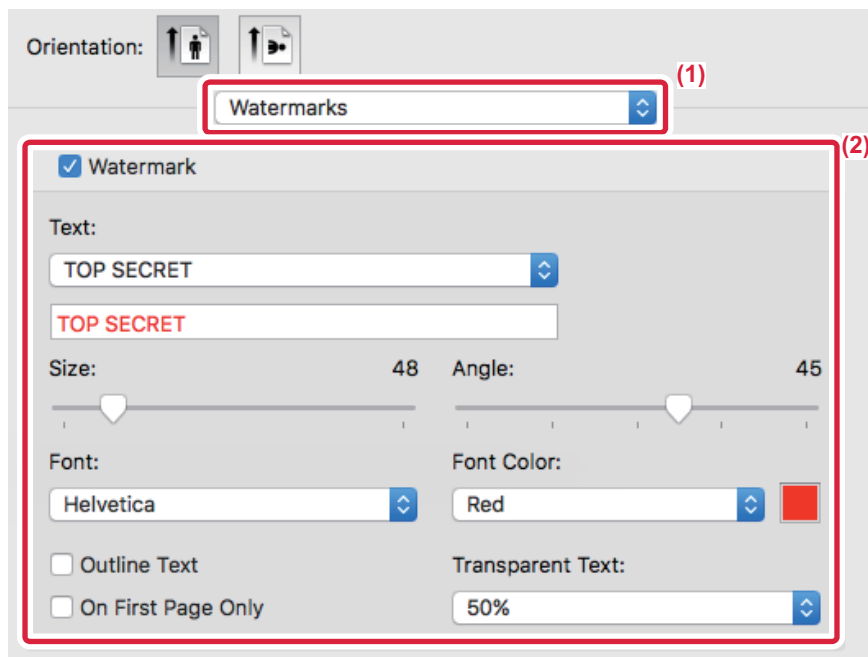 Orientation:
(1)
Watermarks
(2)
Watermark
Text:
TOP SECRET
TOP SECRET
Size: 48 Angle: 45
Font: Font Color:
Helvetica Red
Outline Text Transparent Text:
On First Page Only 50%